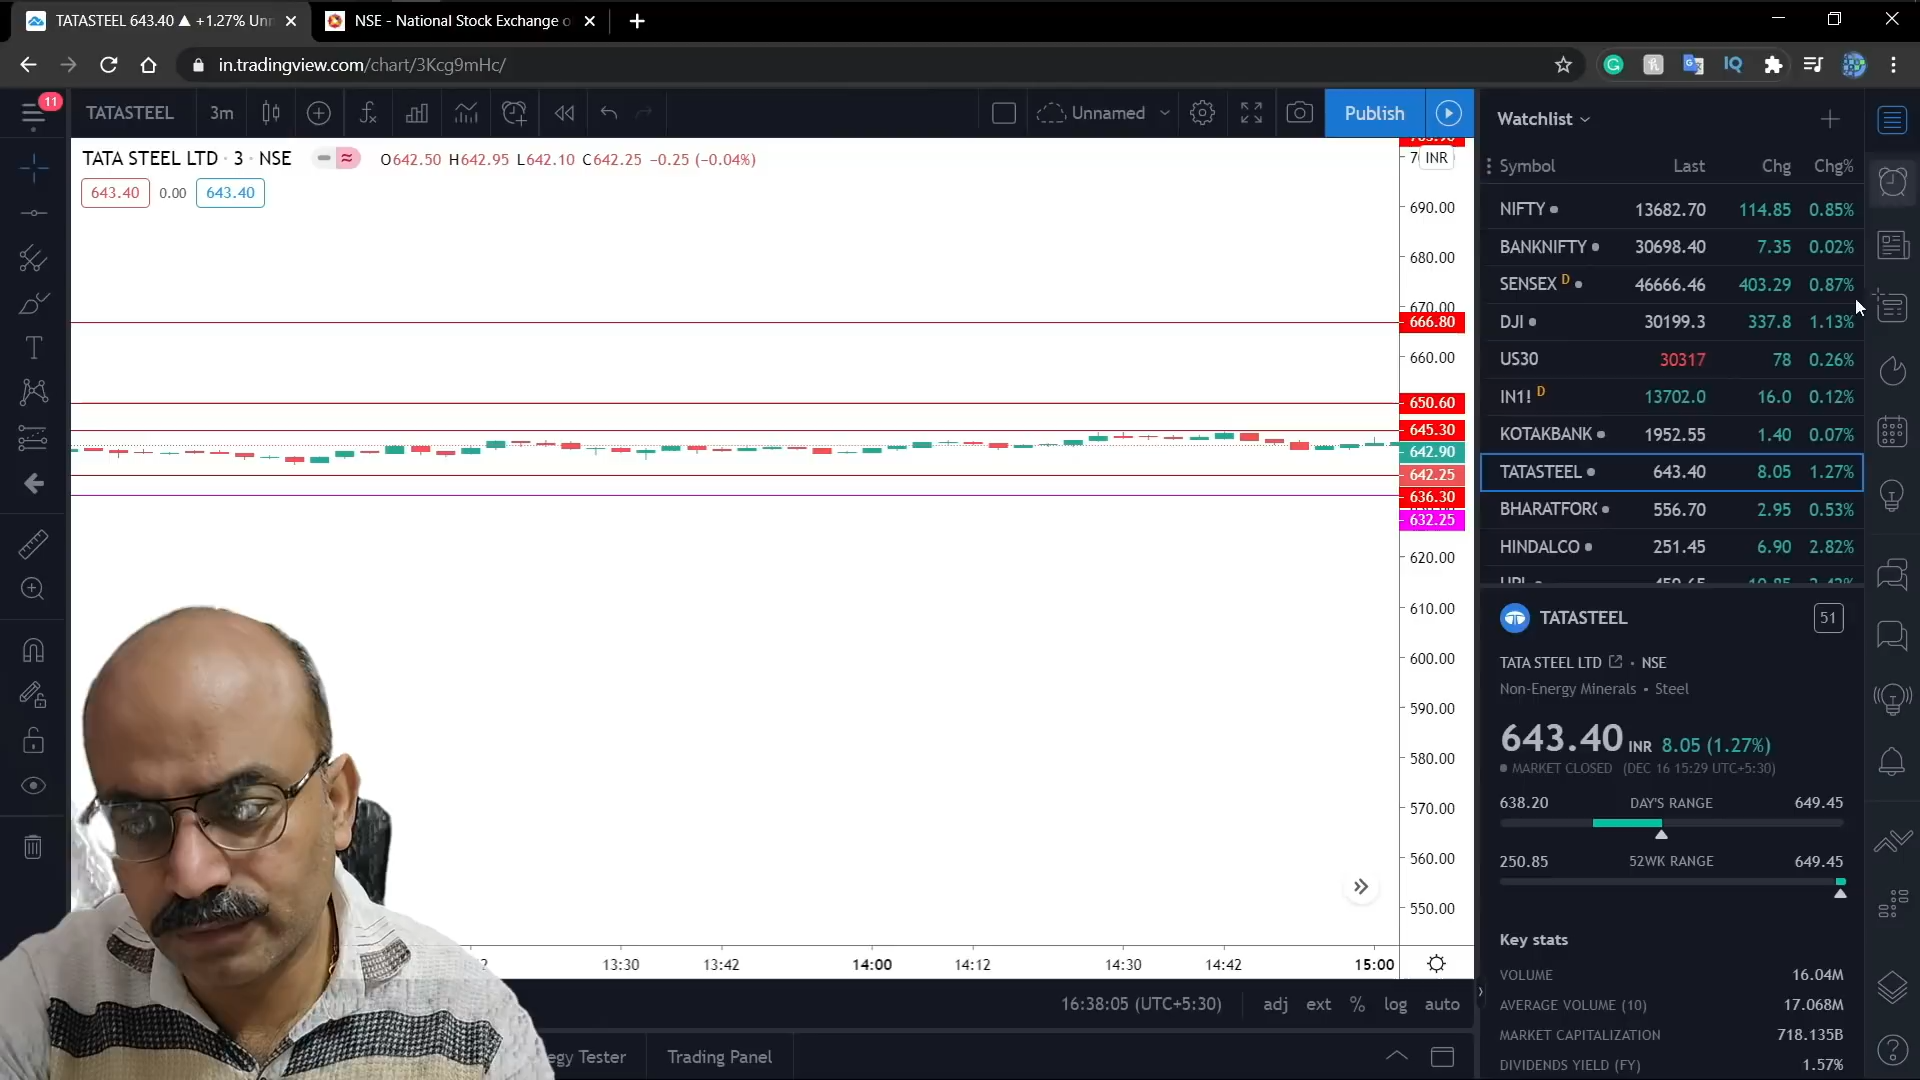 TATASTEEL 643.40 ▲ +1.27% Unn
NSE - National Stock Exchange o
in.tradingview.com/chart/3Kcg9mHc/
11
TATASTEEL 3m
Unnamed
Publish
TATA STEEL LTD · 3 · NSE
O642.50 H642.95 L642.10 C642.25 −0.25 (−0.04%)
643.40 0.00 643.40
INR
690.00
680.00
670.00
666.80
660.00
650.60
645.30
642.90
642.25
636.30
632.25
620.00
610.00
600.00
590.00
580.00
570.00
560.00
550.00
13:30 13:42 14:00 14:12 14:30 14:42 15:00
16:38:05 (UTC+5:30) adj ext % log auto
egy Tester Trading Panel
Watchlist
Symbol Last Chg Chg%
NIFTY 13682.70 114.85 0.85%
BANKNIFTY 30698.40 7.35 0.02%
SENSEX D 46666.46 403.29 0.87%
DJI 30199.3 337.8 1.13%
US30 30317 78 0.26%
IN1! D 13702.0 16.0 0.12%
KOTAKBANK 1952.55 1.40 0.07%
TATASTEEL 643.40 8.05 1.27%
BHARATFORG 556.70 2.95 0.53%
HINDALCO 251.45 6.90 2.82%
TATASTEEL 51
TATA STEEL LTD • NSE
Non-Energy Minerals • Steel
643.40 INR 8.05 (1.27%)
MARKET CLOSED (DEC 16 15:29 UTC+5:30)
638.20 DAY'S RANGE 649.45
250.85 52WK RANGE 649.45
Key stats
VOLUME 16.04M
AVERAGE VOLUME (10) 17.068M
MARKET CAPITALIZATION 718.135B
DIVIDENDS YIELD (FY) 1.57%